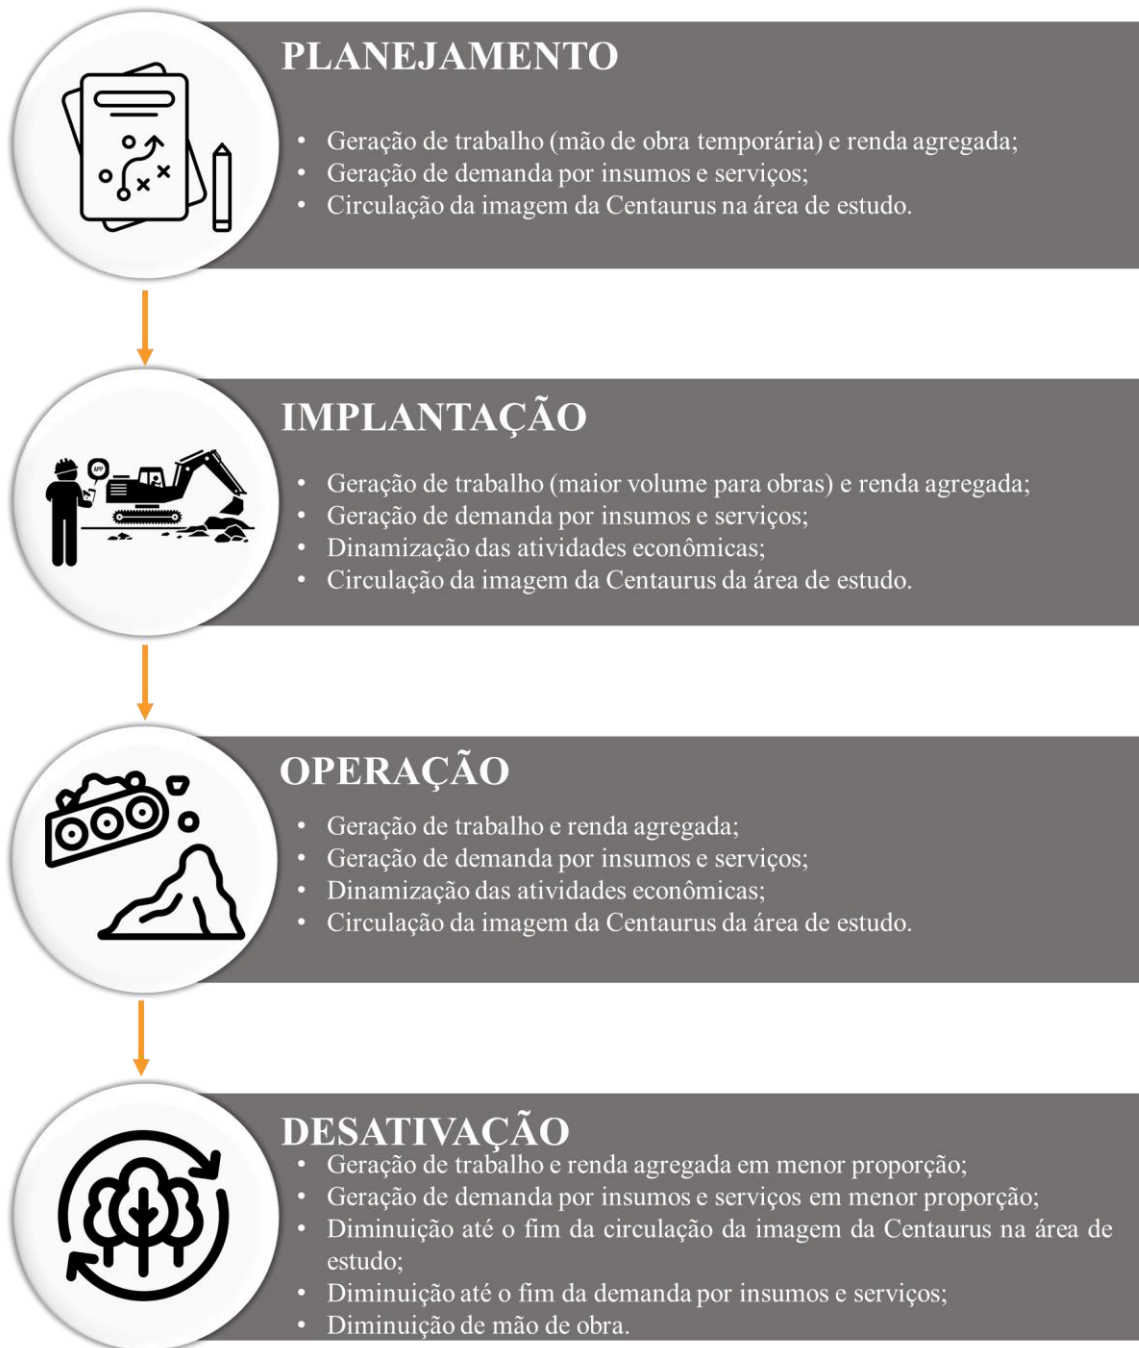 PLANEJAMENTO
• Geração de trabalho (mão de obra temporária) e renda agregada;
• Geração de demanda por insumos e serviços;
• Circulação da imagem da Centaurus na área de estudo.
IMPLANTAÇÃO
APP
• Geração de trabalho (maior volume para obras) e renda agregada;
• Geração de demanda por insumos e serviços;
• Dinamização das atividades econômicas;
• Circulação da imagem da Centaurus da área de estudo.
OPERAÇÃO
• Geração de trabalho e renda agregada;
• Geração de demanda por insumos e serviços;
• Dinamização das atividades econômicas;
• Circulação da imagem da Centaurus da área de estudo.
DESATIVAÇÃO
• Geração de trabalho e renda agregada em menor proporção;
• Geração de demanda por insumos e serviços em menor proporção;
• Diminuição até o fim da circulação da imagem da Centaurus na área de
estudo;
• Diminuição até o fim da demanda por insumos e serviços;
• Diminuição de mão de obra.